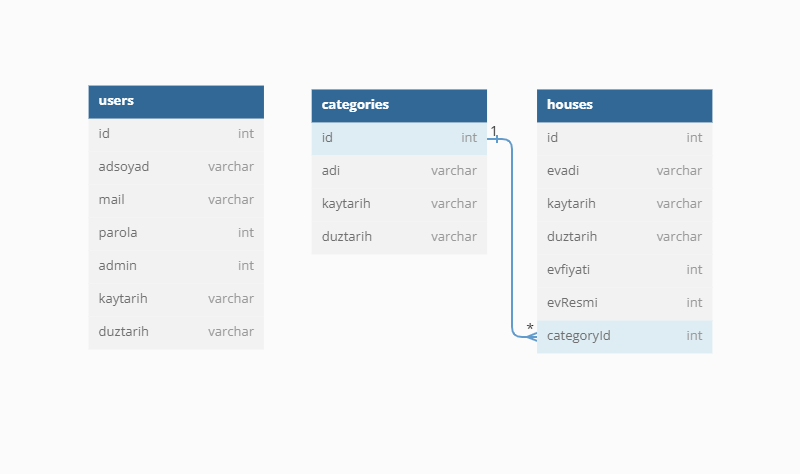 users
id int
adsoyad varchar
mail varchar
parola int
admin int
kaytarih varchar
duztarih varchar
categories
id int
adi varchar
kaytarih varchar
duztarih varchar
1
*
houses
id int
evadi varchar
kaytarih varchar
duztarih varchar
evfiyati int
evResmi int
categoryId int